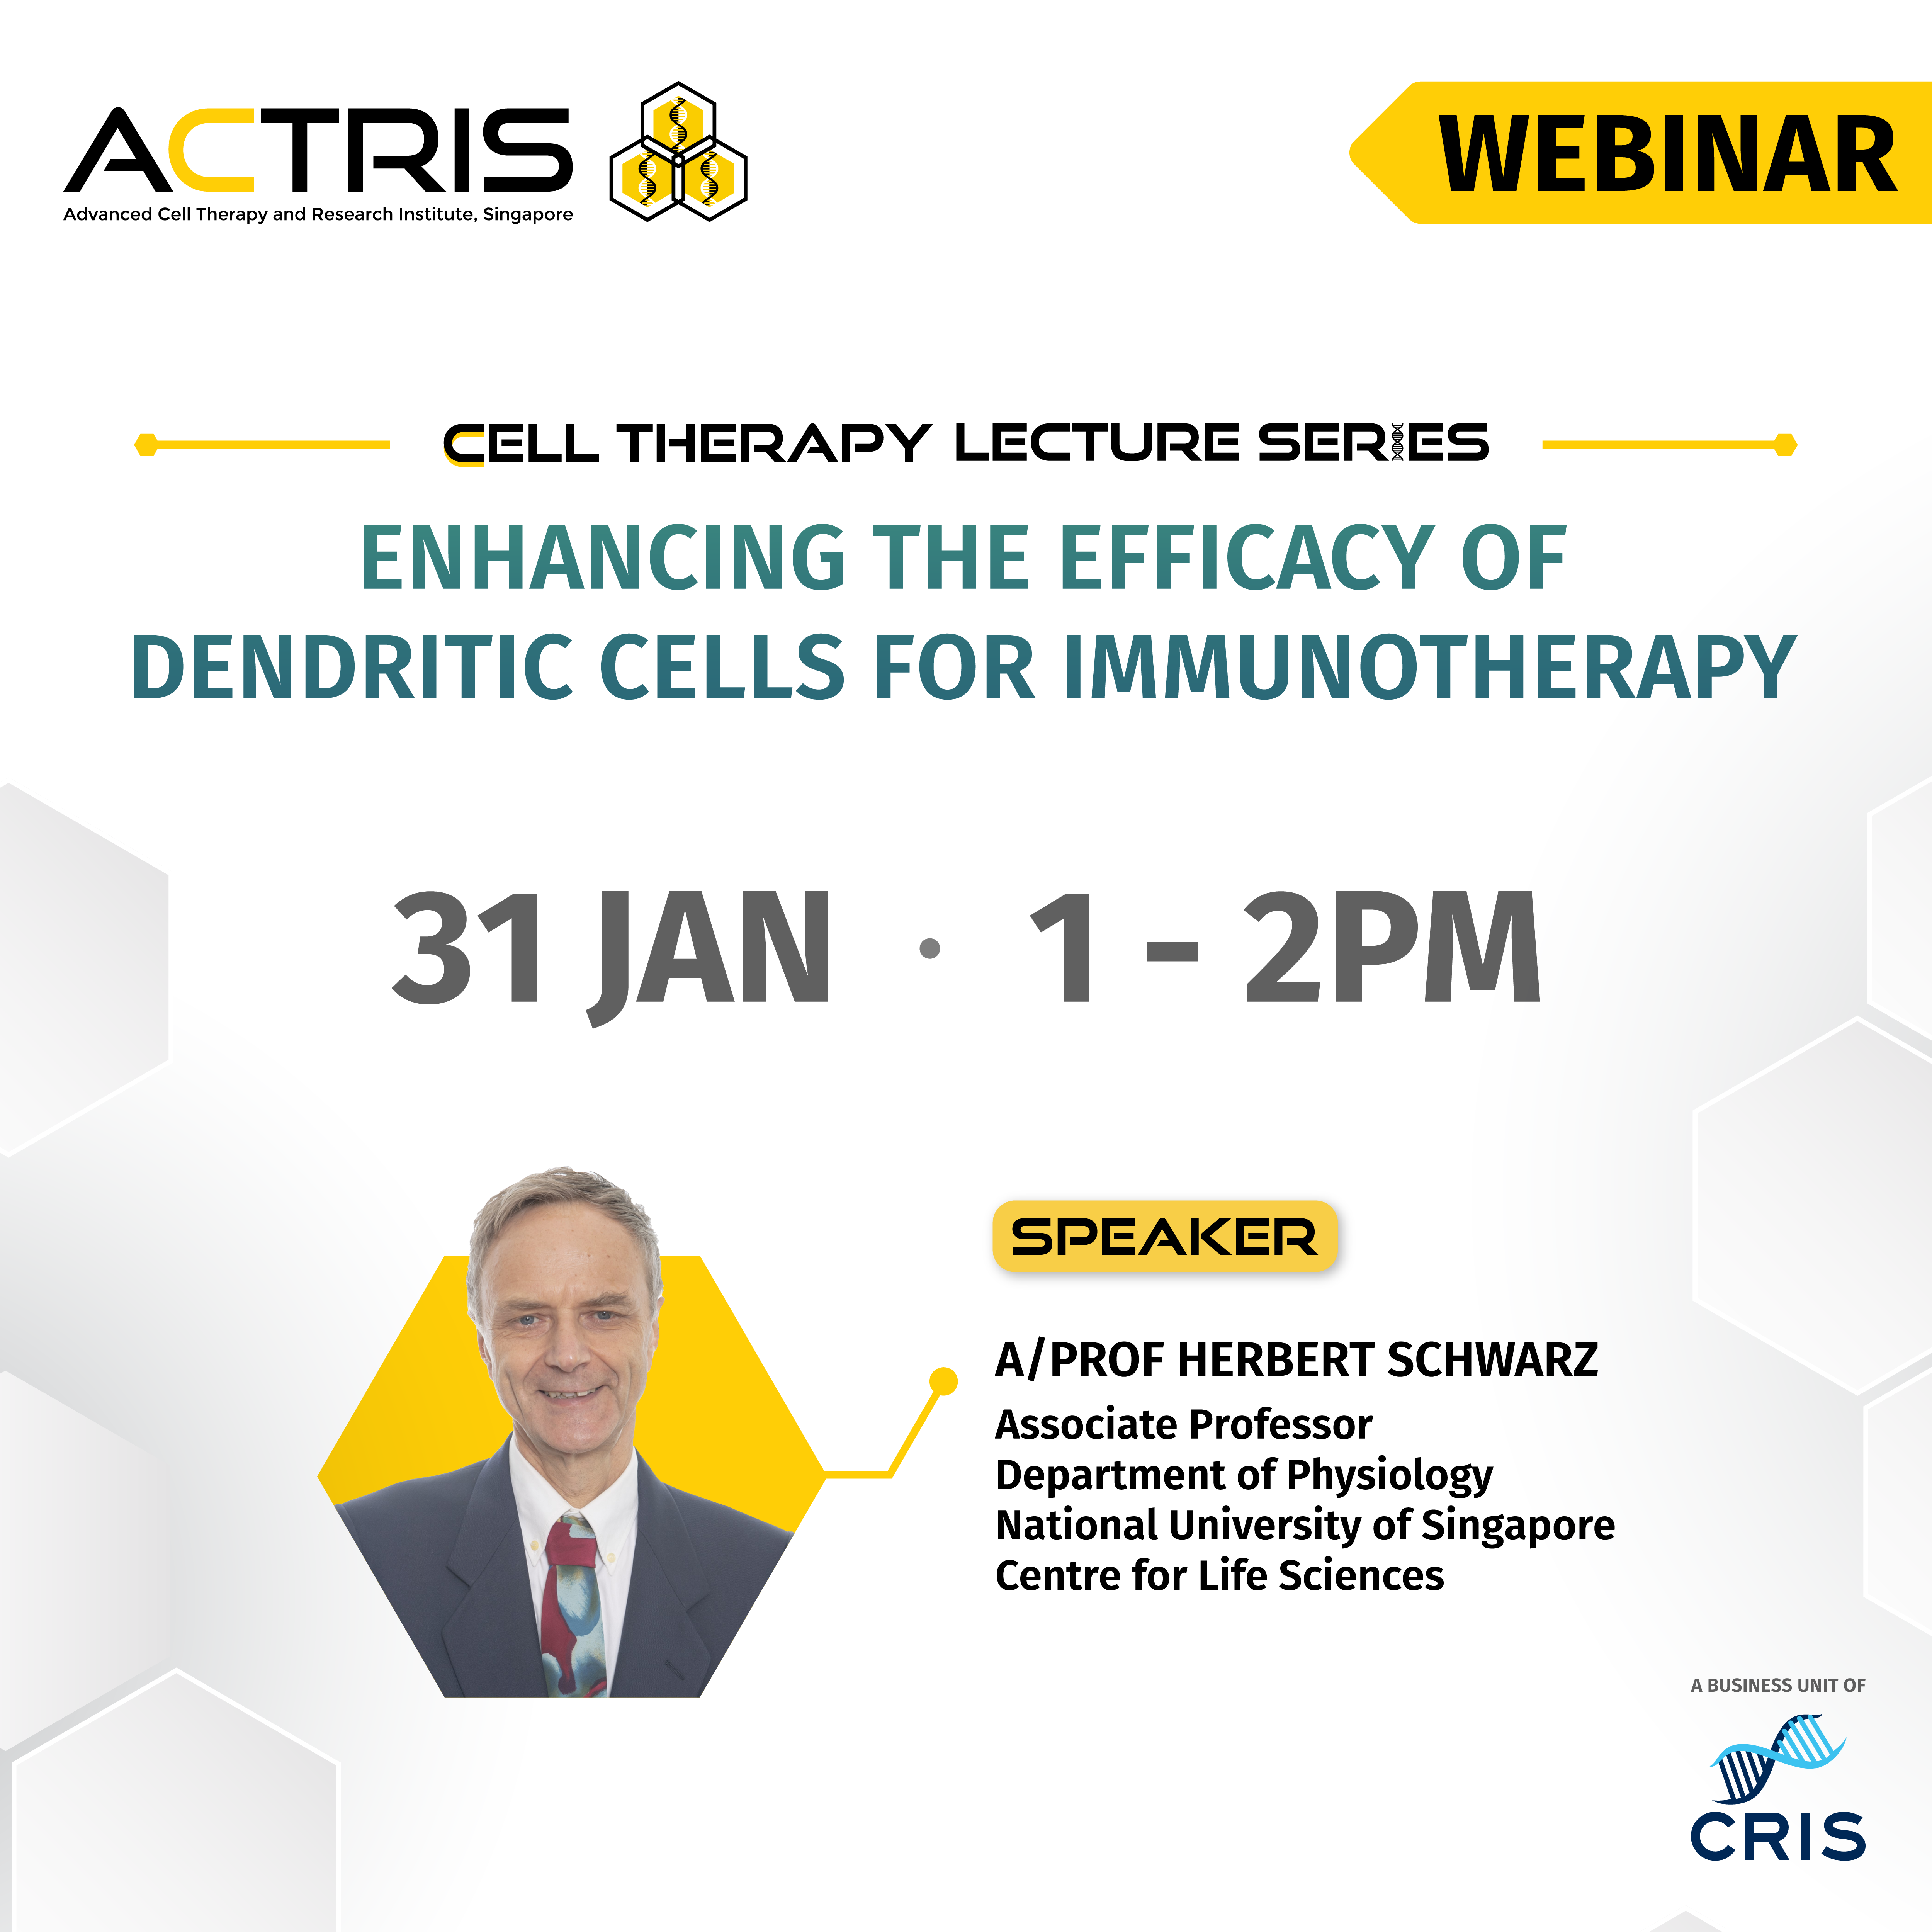 ACTRIS
Advanced Cell Therapy and Research Institute, Singapore
WEBINAR
CELL THERAPY LECTURE SERIES
ENHANCING THE EFFICACY OF
DENDRITIC CELLS FOR IMMUNOTHERAPY
31 JAN · 1 - 2PM
SPEAKER
A/PROF HERBERT SCHWARZ
Associate Professor
Department of Physiology
National University of Singapore
Centre for Life Sciences
A BUSINESS UNIT OF
CRIS